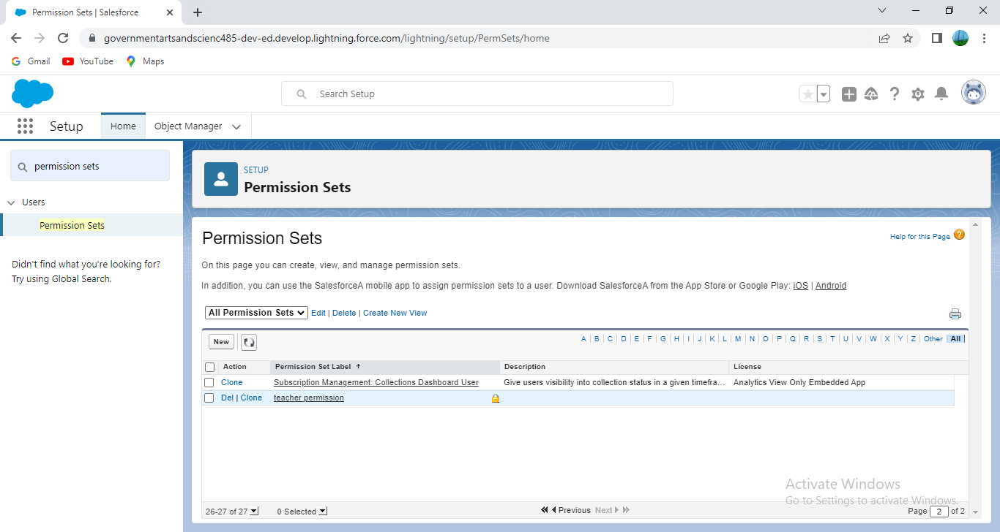 Permission Sets | Salesforce
governmentartsandscienc485-dev-ed.develop.lightning.force.com/lightning/setup/PermSets/home
Gmail YouTube Maps
Search Setup
Setup Home Object Manager
permission sets
Users
Permission Sets
Didn't find what you're looking for?
Try using Global Search.
SETUP
Permission Sets
Permission Sets
Help for this Page ?
On this page you can create, view, and manage permission sets.
In addition, you can use the SalesforceA mobile app to assign permission sets to a user. Download SalesforceA from the App Store or Google Play: iOS | Android
All Permission Sets Edit | Delete | Create New View
New A | B | C | D | E | F | G | H | I | J | K | L | M | N | O | P | Q | R | S | T | U | V | W | X | Y | Z | Other | All |
Action Permission Set Label ↑ Description License
Clone Subscription Management: Collections Dashboard User Give users visibility into collection status in a given timefra... Analytics View Only Embedded App
Del | Clone teacher permission
Activate Windows
Go to Settings to activate Windows.
26-27 of 27 0 Selected Previous Next Page 2 of 2